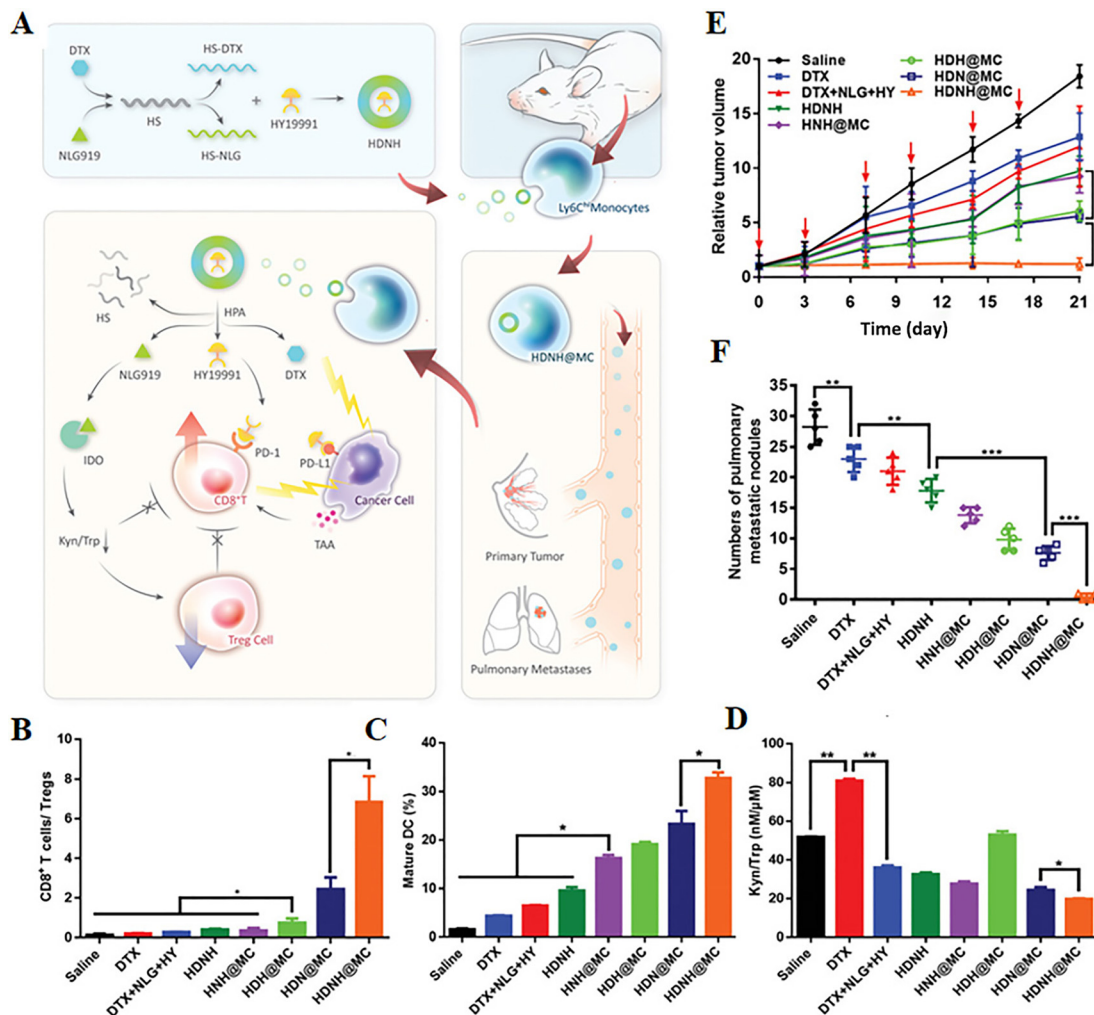 A
DTX
HS-DTX
HS
+
HY19991
HDNH
NLG919
HS-NLG
Ly6CʰⁱMonocytes
HS
HPA
NLG919
HY19991
DTX
IDO
PD-1
PD-L1
CD8⁺T
Cancer Cell
TAA
Kyn/Trp
Treg Cell
HDNH@MC
Primary Tumor
Pulmonary Metastases
E
Saline
DTX
DTX+NLG+HY
HDNH
HNH@MC
HDH@MC
HDN@MC
HDNH@MC
Relative tumor volume
20
15
10
5
0
0 3 6 9 12 15 18 21
Time (day)
F
Numbers of pulmonary
metastatic nodules
35
30
25
20
15
10
5
0
** ** *** ***
Saline DTX DTX+NLG+HY HDNH HNH@MC HDH@MC HDN@MC HDNH@MC
B
CD8⁺ T cells/ Tregs
10
8
6
4
2
0
* *
Saline DTX DTX+NLG+HY HDNH HNH@MC HDH@MC HDN@MC HDNH@MC
C
Mature DC (%)
40
30
20
10
0
* *
Saline DTX DTX+NLG+HY HDNH HNH@MC HDH@MC HDN@MC HDNH@MC
D
Kyn/Trp (nM/µM)
100
80
60
40
20
0
** ** *
Saline DTX DTX+NLG+HY HDNH HNH@MC HDH@MC HDN@MC HDNH@MC